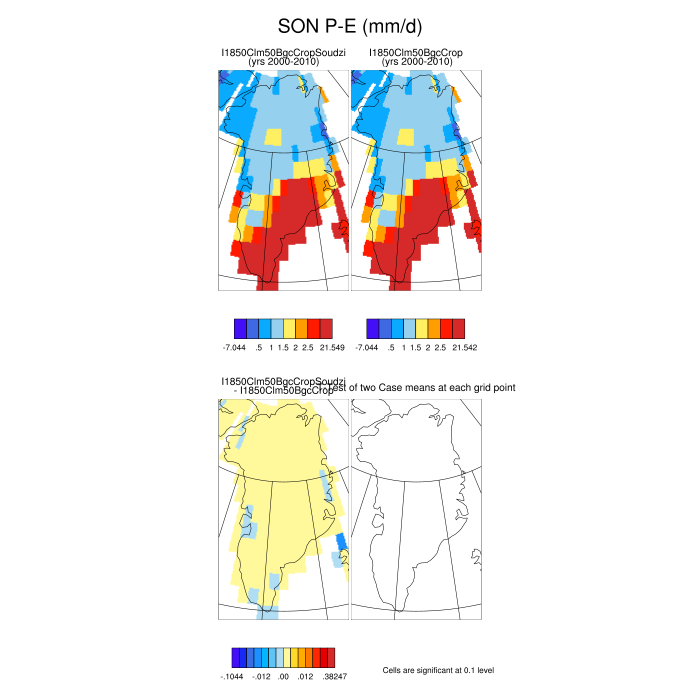 SON P-E (mm/d)
I1850Clm50BgcCropSoudzi
(yrs 2000-2010)
I1850Clm50BgcCrop
(yrs 2000-2010)
-7.044 .5 1 1.5 2 2.5 21.549
-7.044 .5 1 1.5 2 2.5 21.542
I1850Clm50BgcCropSoudzi
- I1850Clm50BgcCrop
Test of two Case means at each grid point
-.1044 -.012 .00 .012 .38247
Cells are significant at 0.1 level